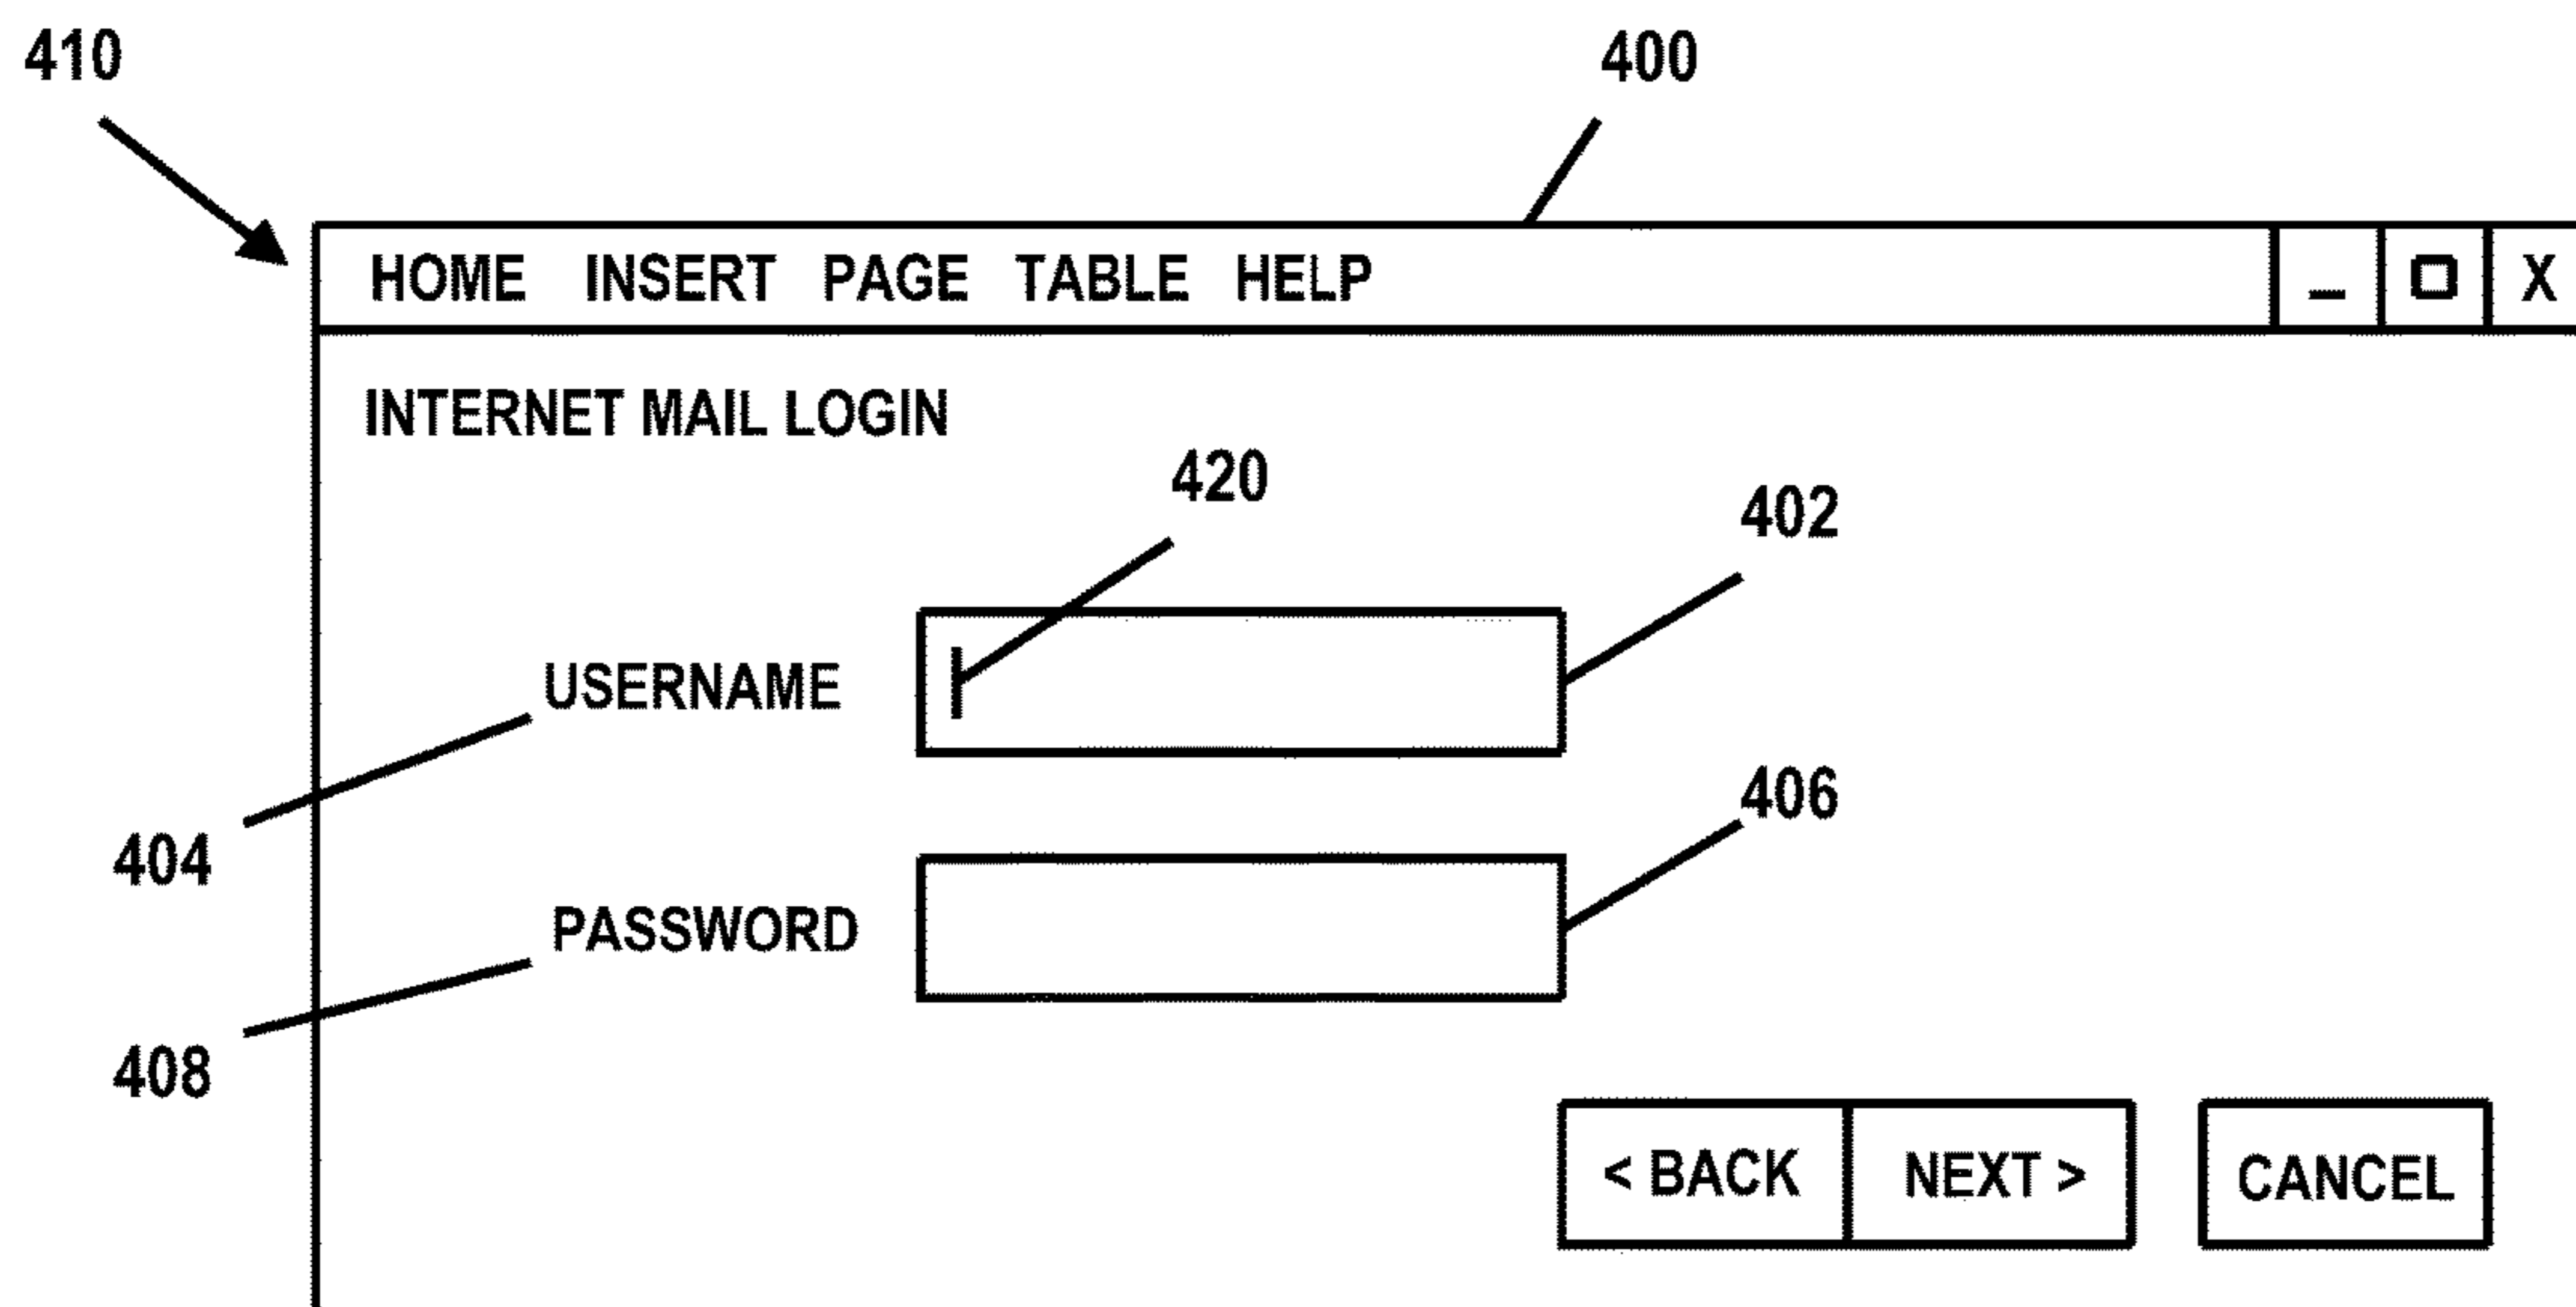 410
400
HOME INSERT PAGE TABLE HELP _ X
INTERNET MAIL LOGIN
420
402
USERNAME
406
404
PASSWORD
408
< BACK NEXT > CANCEL